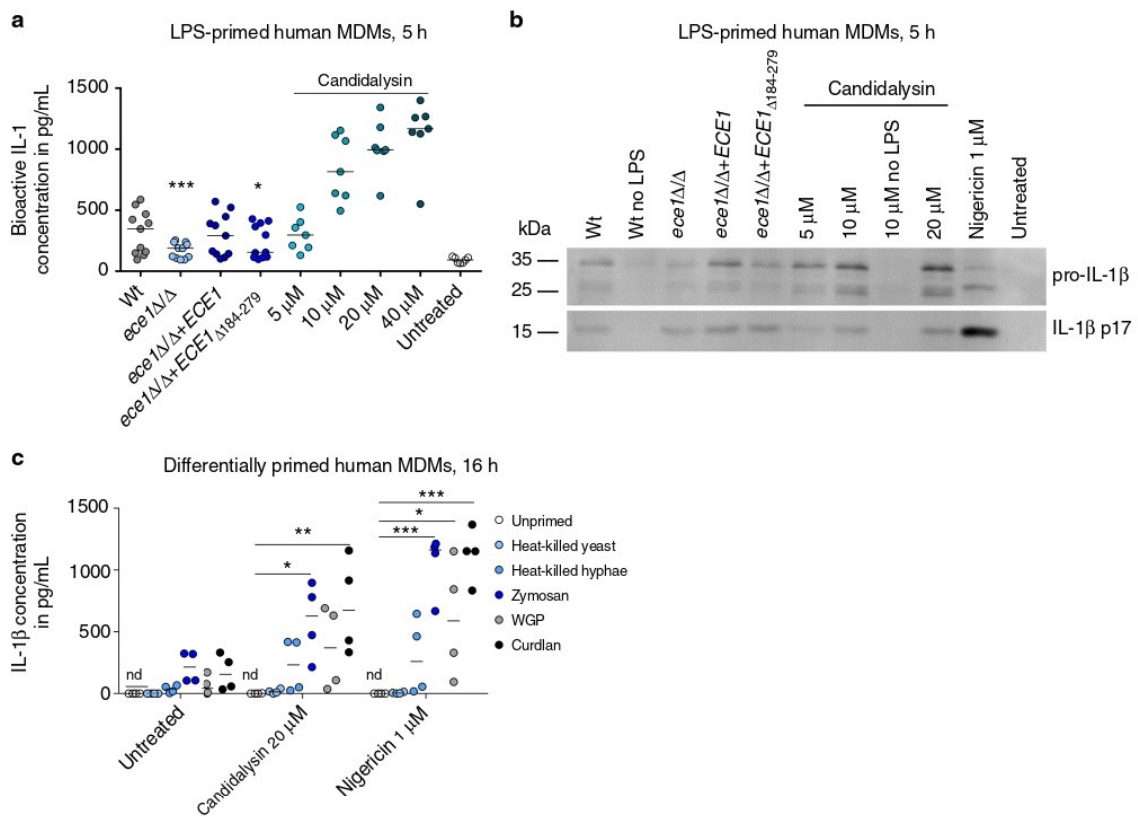 a
LPS-primed human MDMs, 5 h
Candidalysin
Bioactive IL-1
concentration in pg/mL
1500
1000
500
0
***
*
Wt
ece1Δ/Δ
ece1Δ/Δ+ECE1
ece1Δ/Δ+ECE1Δ184-279
5 μM
10 μM
20 μM
40 μM
Untreated
b
LPS-primed human MDMs, 5 h
Candidalysin
kDa
Wt
Wt no LPS
ece1Δ/Δ
ece1Δ/Δ+ECE1
ece1Δ/Δ+ECE1Δ184-279
5 μM
10 μM
10 μM no LPS
20 μM
Nigericin 1 μM
Untreated
35
25
15
pro-IL-1β
IL-1β p17
c
Differentially primed human MDMs, 16 h
IL-1β concentration
in pg/mL
1500
1000
500
0
nd
nd
nd
*
**
***
*
***
Untreated
Candidalysin 20 μM
Nigericin 1 μM
Unprimed
Heat-killed yeast
Heat-killed hyphae
Zymosan
WGP
Curdlan